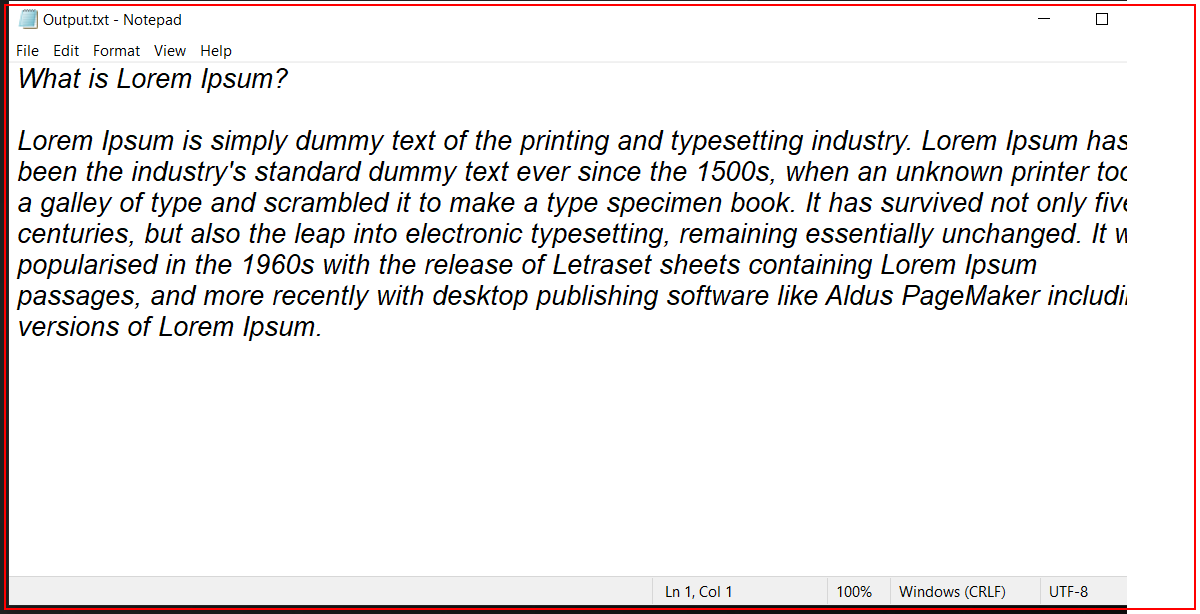 Output.txt - Notepad
File Edit Format View Help
What is Lorem Ipsum?
Lorem Ipsum is simply dummy text of the printing and typesetting industry. Lorem Ipsum has
been the industry's standard dummy text ever since the 1500s, when an unknown printer
a galley of type and scrambled it to make a type specimen book. It has survived not only five
centuries, but also the leap into electronic typesetting, remaining essentially unchanged. It
popularised in the 1960s with the release of Letraset sheets containing Lorem Ipsum
passages, and more recently with desktop publishing software like Aldus PageMaker
versions of Lorem Ipsum.
Ln 1, Col 1 100% Windows (CRLF) UTF-8